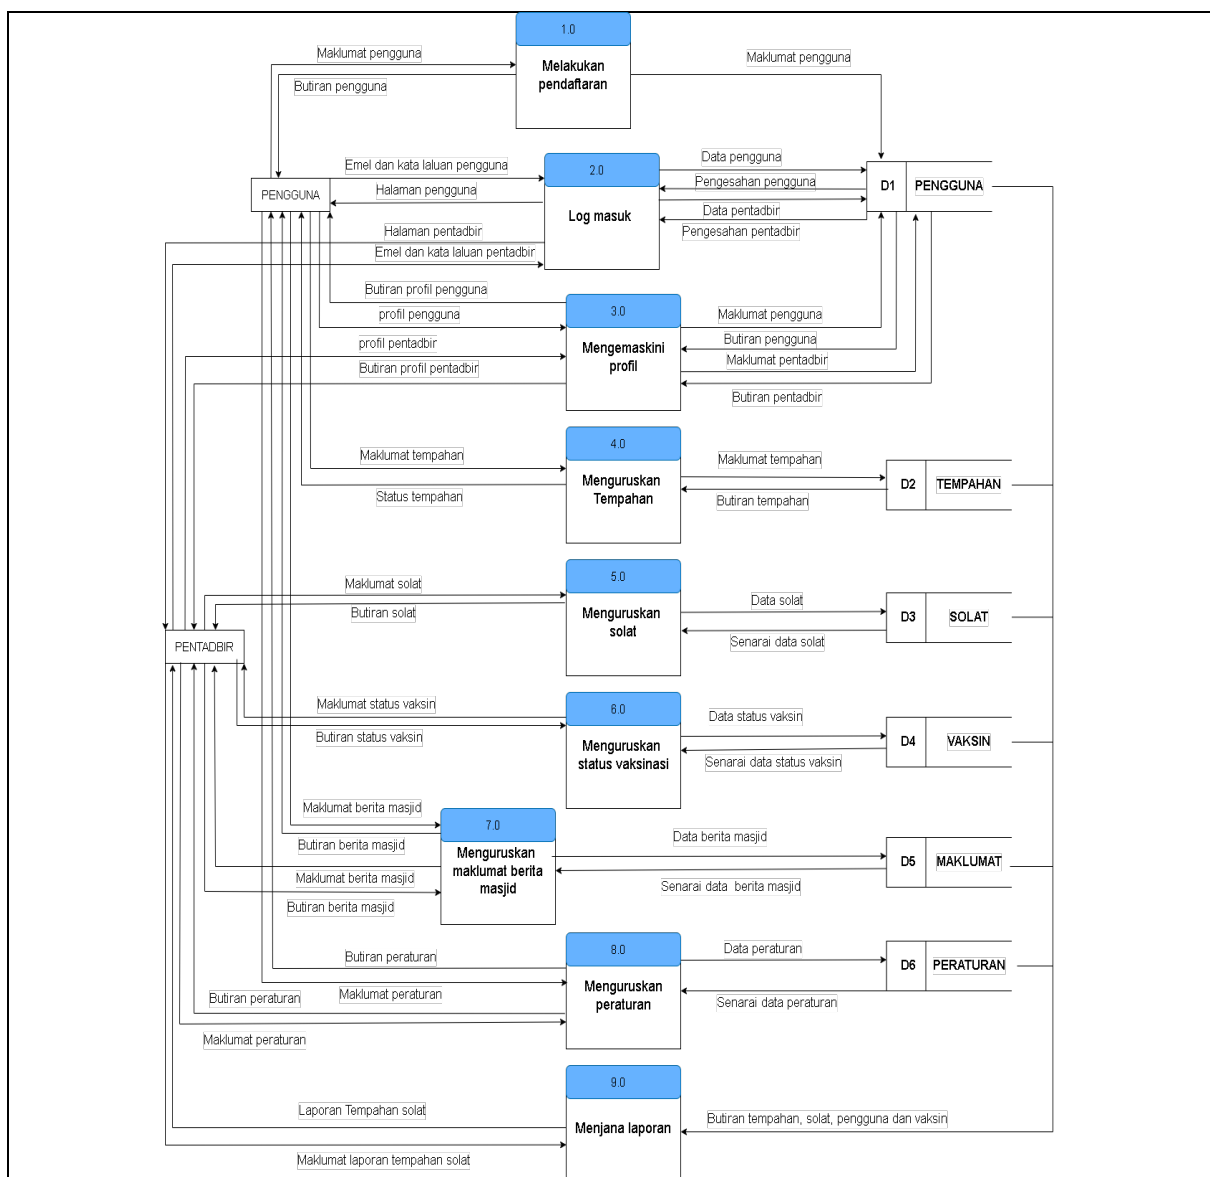 1.0
Maklumat pengguna
Melakukan
pendaftaran
Maklumat pengguna
Butiran pengguna
Emel dan kata laluan pengguna
2.0
Data pengguna
PENGGUNA
Halaman pengguna
Log masuk
Pengesahan pengguna
D1
PENGGUNA
Data pentadbir
Halaman pentadbir
Pengesahan pentadbir
Emel dan kata laluan pentadbir
Butiran profil pengguna
3.0
profil pengguna
Maklumat pengguna
profil pentadbir
Mengemaskini
profil
Butiran pengguna
Butiran profil pentadbir
Maklumat pentadbir
Butiran pentadbir
4.0
Maklumat tempahan
Menguruskan
Tempahan
Maklumat tempahan
Status tempahan
Butiran tempahan
D2
TEMPAHAN
5.0
Maklumat solat
Butiran solat
Menguruskan
solat
Data solat
Senarai data solat
D3
SOLAT
PENTADBIR
6.0
Maklumat status vaksin
Butiran status vaksin
Menguruskan
status vaksinasi
Data status vaksin
Senarai data status vaksin
D4
VAKSIN
Maklumat berita masjid
7.0
Butiran berita masjid
Menguruskan
maklumat berita
masjid
Data berita masjid
Maklumat berita masjid
Senarai data berita masjid
D5
MAKLUMAT
Butiran berita masjid
8.0
Butiran peraturan
Data peraturan
Menguruskan
peraturan
D6
PERATURAN
Maklumat peraturan
Butiran peraturan
Senarai data peraturan
Maklumat peraturan
9.0
Laporan Tempahan solat
Menjana laporan
Butiran tempahan, solat, pengguna dan vaksin
Maklumat laporan tempahan solat